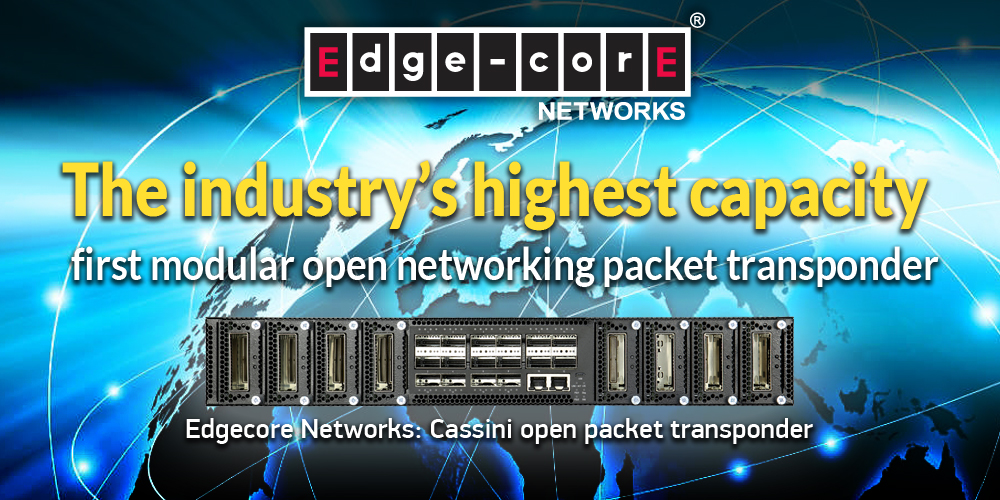 Edge-corE®
NETWORKS
The industry's highest capacity
first modular open networking packet transponder
Edgecore Networks: Cassini open packet transponder